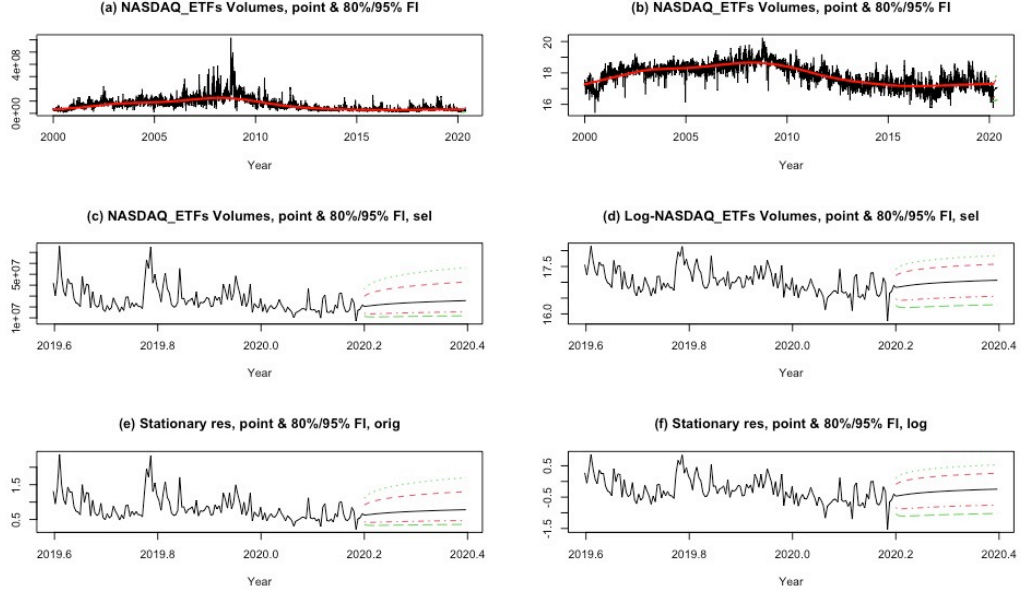 (a) NASDAQ_ETFs Volumes, point & 80%/95% FI
0e+00 4e+08
2000 2005 2010 2015 2020
Year
(b) NASDAQ_ETFs Volumes, point & 80%/95% FI
16 18 20
2000 2005 2010 2015 2020
Year
(c) NASDAQ_ETFs Volumes, point & 80%/95% FI, sel
1e+07 5e+07
2019.6 2019.8 2020.0 2020.2 2020.4
Year
(d) Log-NASDAQ_ETFs Volumes, point & 80%/95% FI, sel
16.0 17.5
2019.6 2019.8 2020.0 2020.2 2020.4
Year
(e) Stationary res, point & 80%/95% FI, orig
0.5 1.5
2019.6 2019.8 2020.0 2020.2 2020.4
Year
(f) Stationary res, point & 80%/95% FI, log
-1.5 -0.5 0.5
2019.6 2019.8 2020.0 2020.2 2020.4
Year